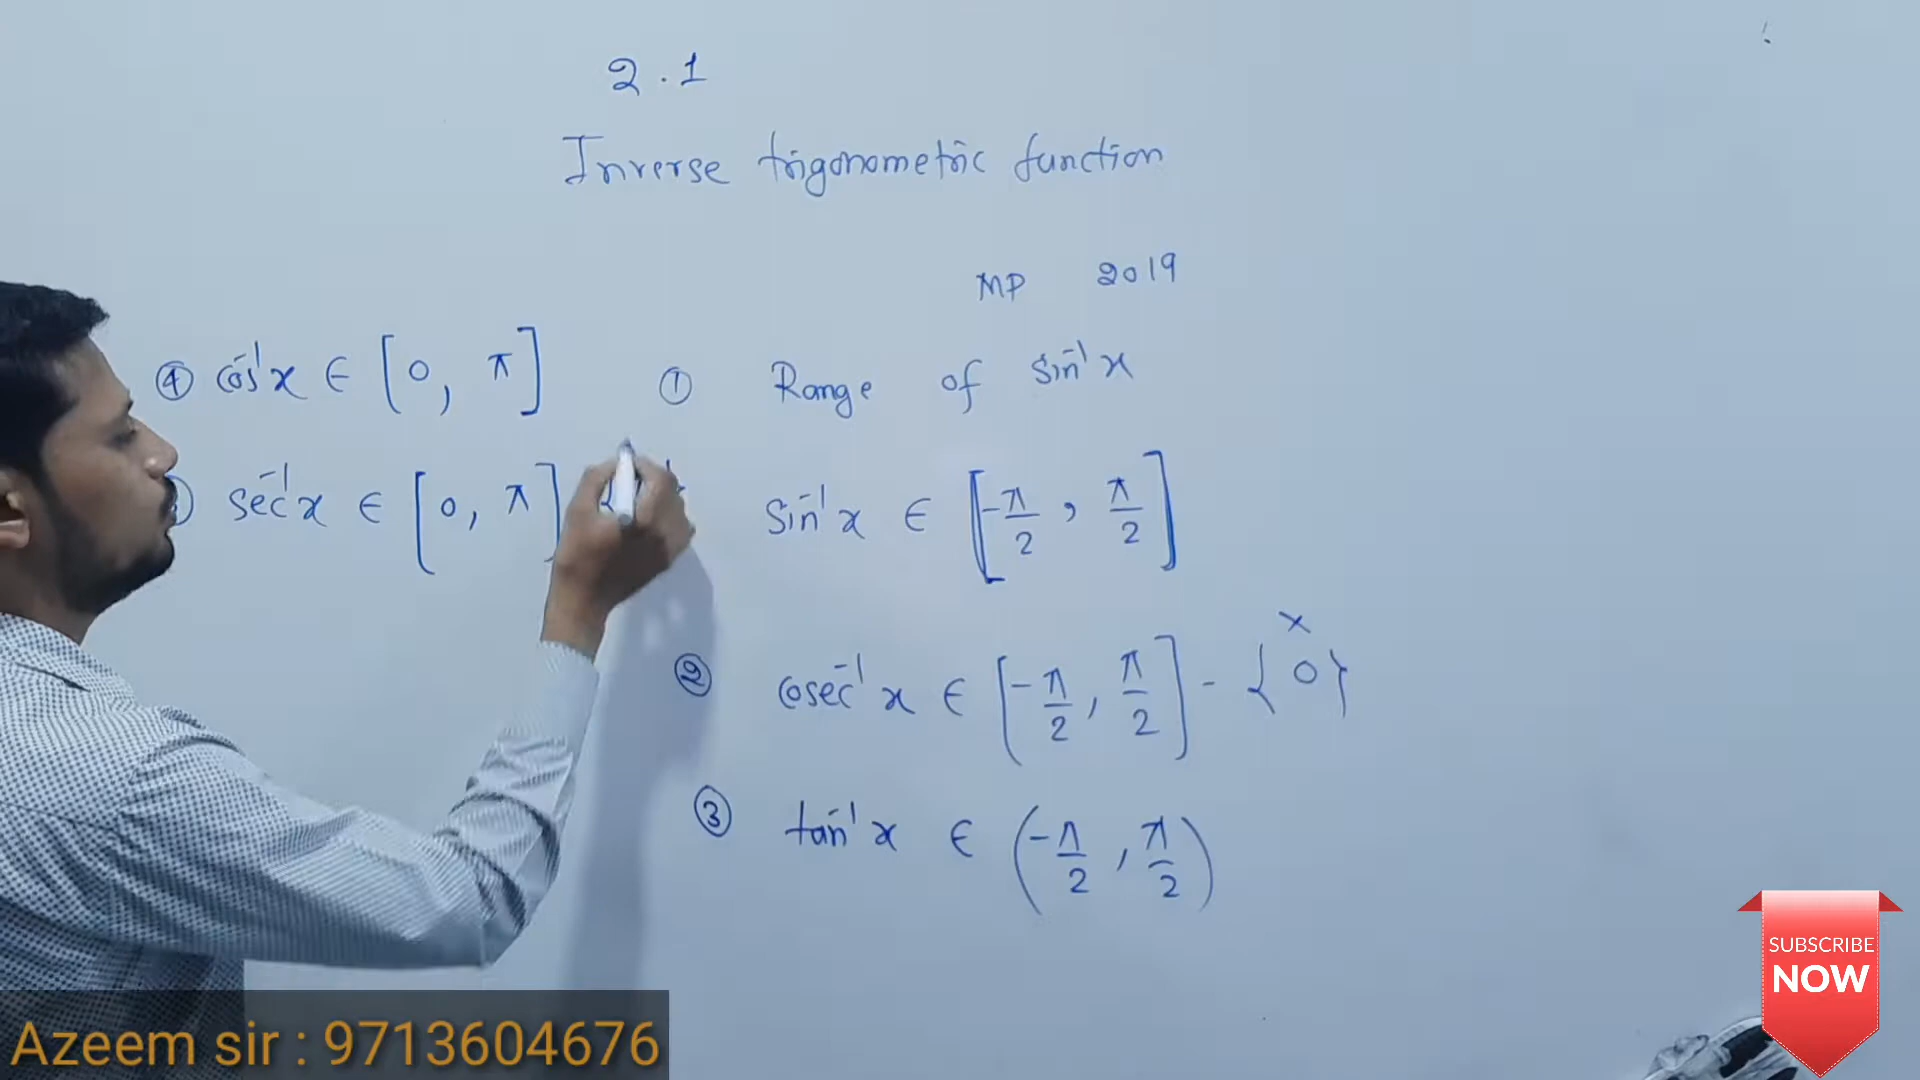 2.1
Inverse trigonometric function
MP 2019
④ cos⁻¹x ∈ [0, π]
sec⁻¹x ∈ [0, π]
① Range of sin⁻¹x
sin⁻¹x ∈ [-π/2, π/2]
② cosec⁻¹x ∈ [-π/2, π/2] - {0}
×
③ tan⁻¹x ∈ (-π/2, π/2)
SUBSCRIBE
NOW
Azeem sir : 9713604676